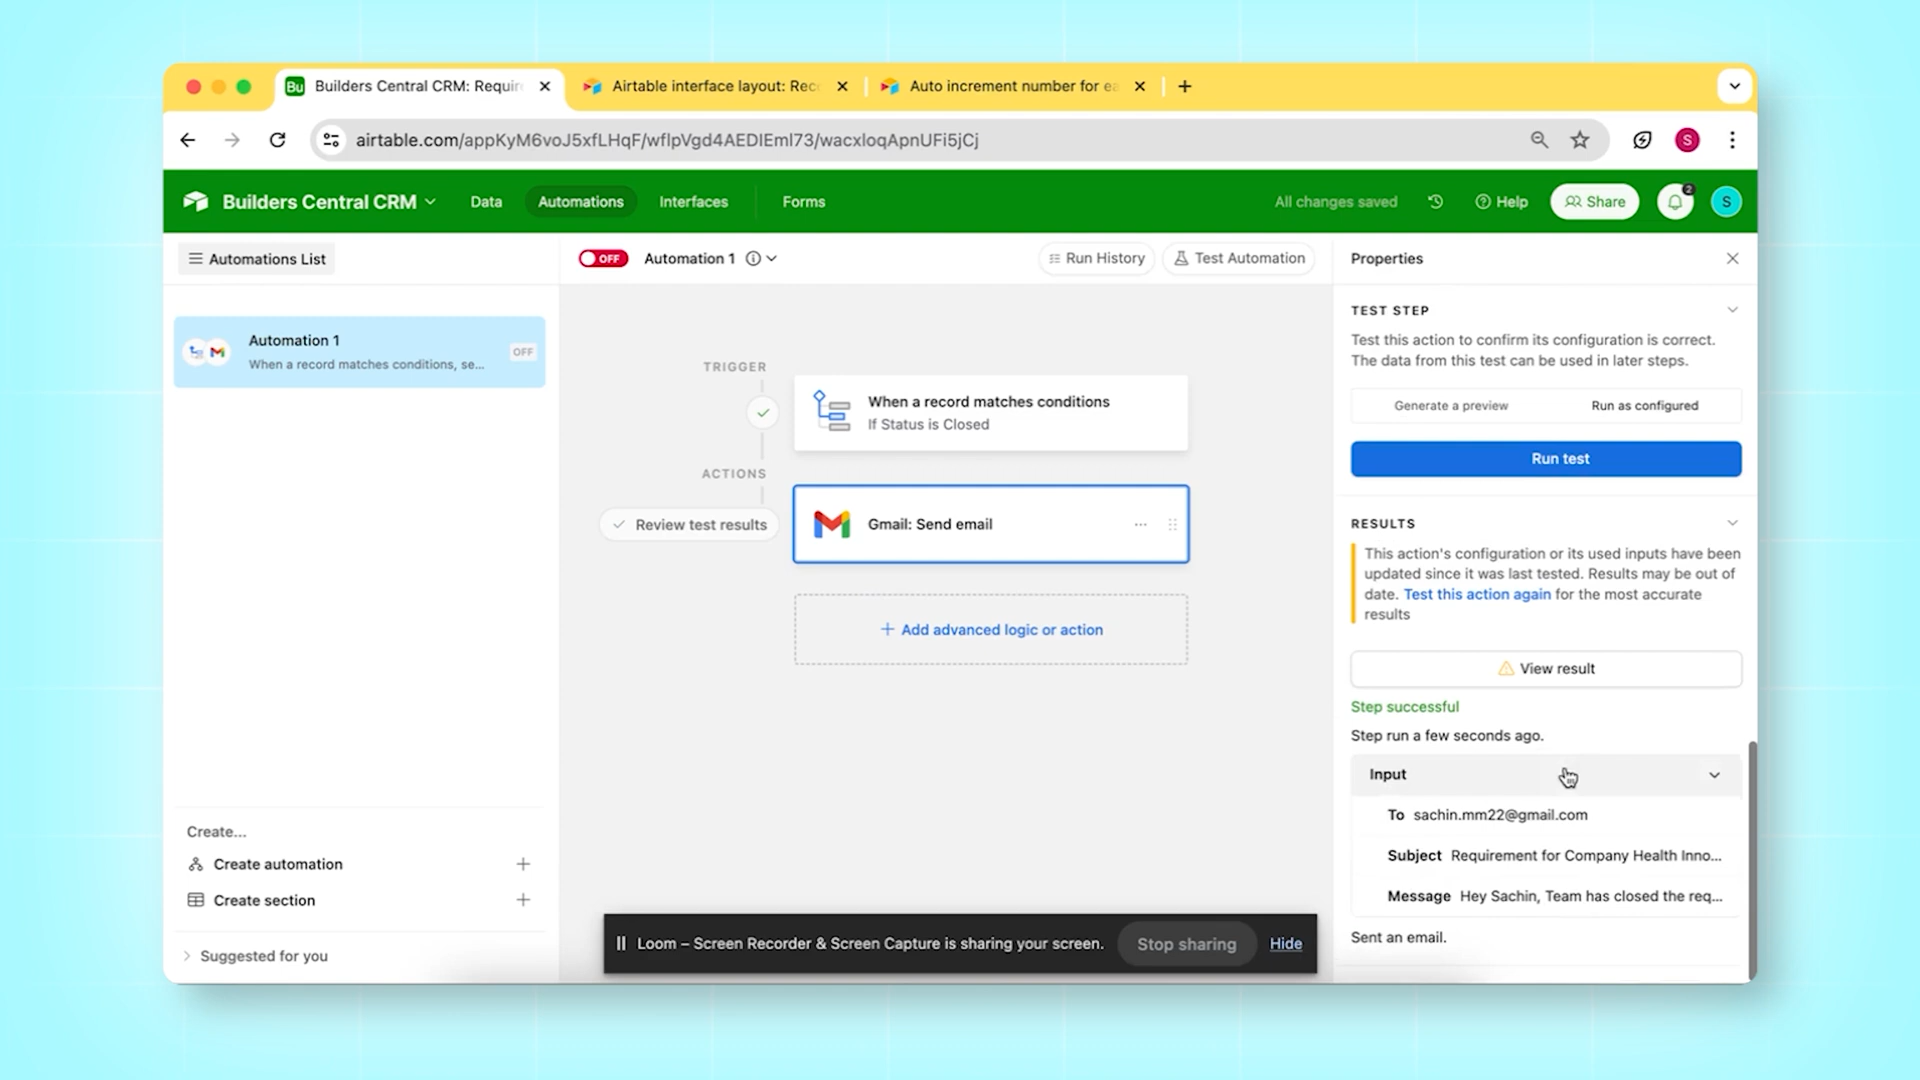 Bu Builders Central CRM: Requir
Airtable interface layout: Rec
Auto increment number for ea
airtable.com/appKyM6voJ5xfLHqF/wflpVgd4AEDlEml73/wacxloqApnUFi5jCj
S
Builders Central CRM
Data
Automations
Interfaces
Forms
All changes saved
Help
Share
2
S
Automations List
OFF
Automation 1
Run History
Test Automation
Properties
Automation 1
When a record matches conditions, se...
OFF
TRIGGER
When a record matches conditions
If Status is Closed
ACTIONS
Review test results
Gmail: Send email
Add advanced logic or action
TEST STEP
Test this action to confirm its configuration is correct.
The data from this test can be used in later steps.
Generate a preview
Run as configured
Run test
RESULTS
This action's configuration or its used inputs have been
updated since it was last tested. Results may be out of
date. Test this action again for the most accurate
results
View result
Step successful
Step run a few seconds ago.
Input
To sachin.mm22@gmail.com
Subject Requirement for Company Health Inno...
Message Hey Sachin, Team has closed the req...
Sent an email.
Create...
Create automation
Create section
Suggested for you
Loom – Screen Recorder & Screen Capture is sharing your screen.
Stop sharing
Hide